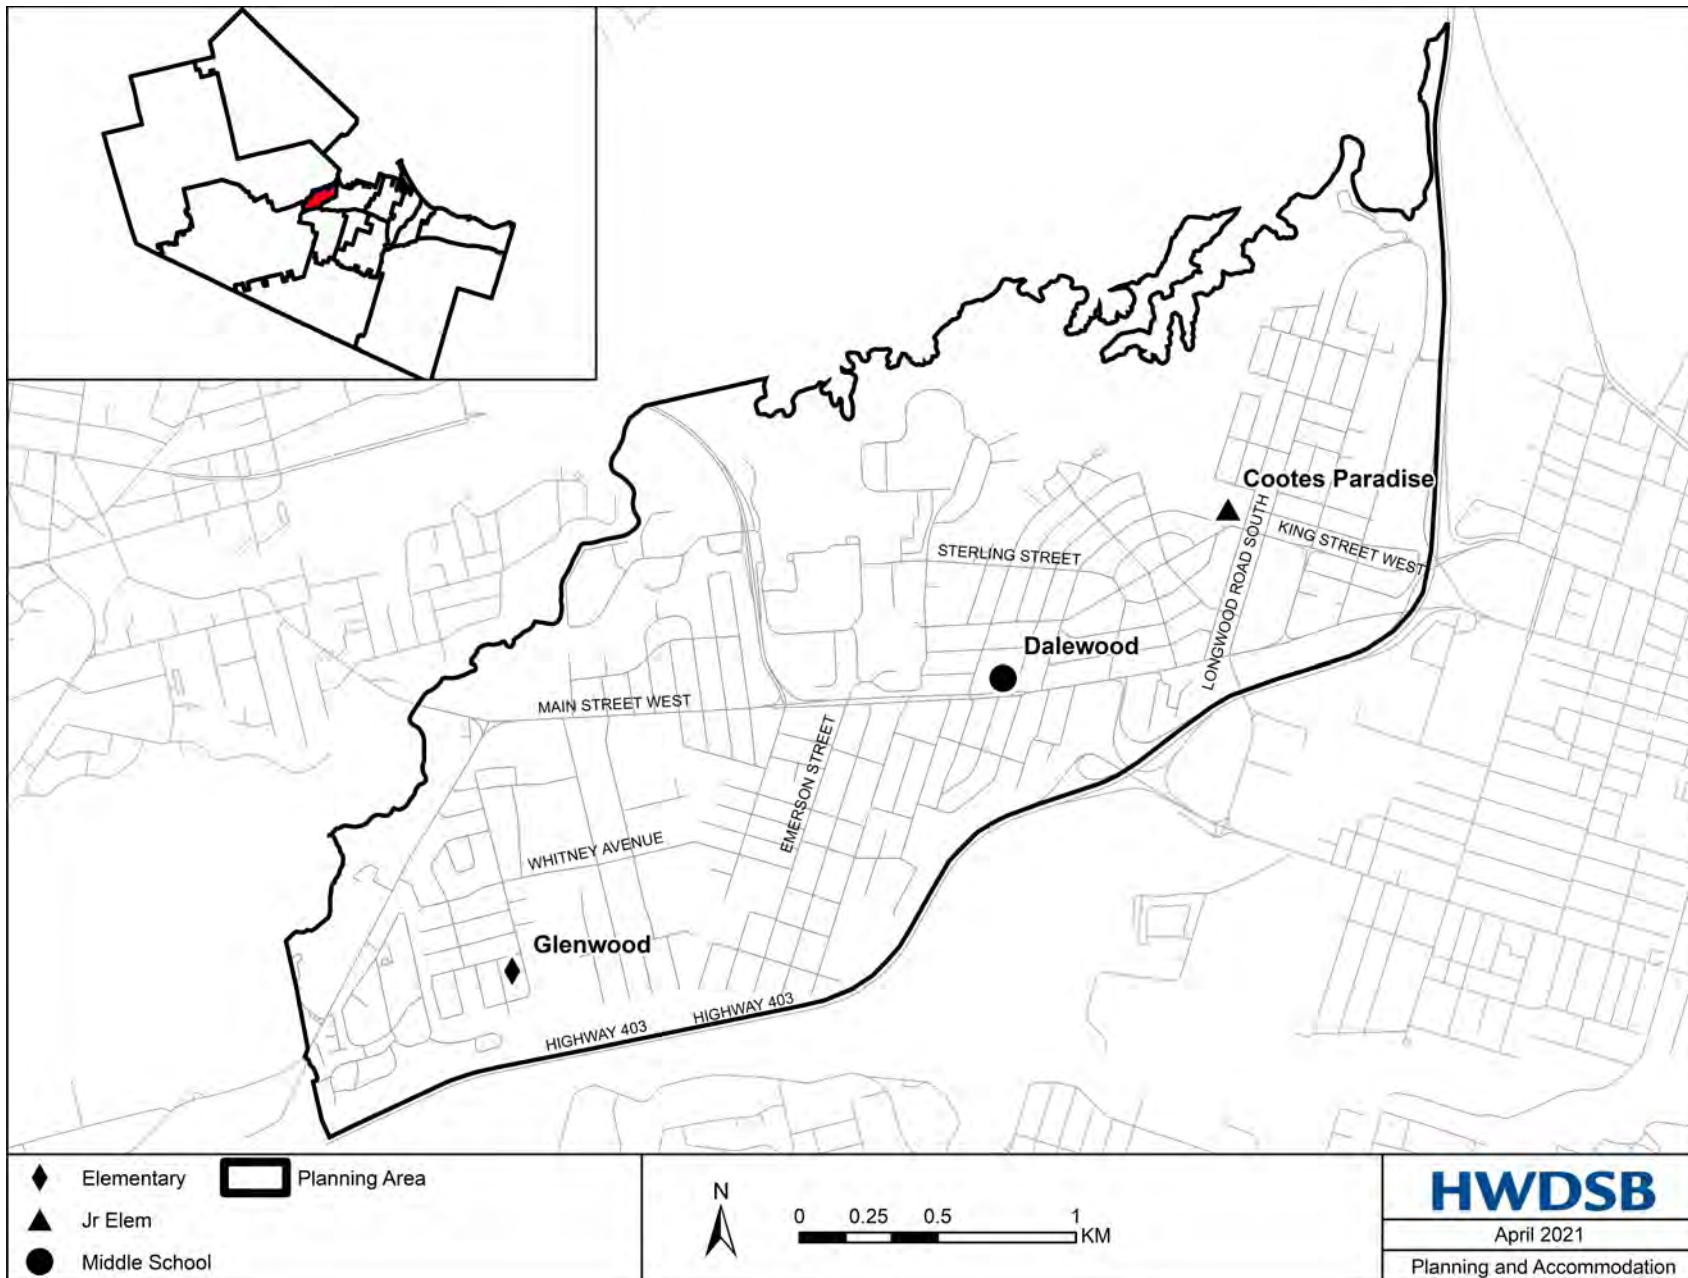 Cootes Paradise
KING STREET WEST
LONGWOOD ROAD SOUTH
STERLING STREET
Dalewood
MAIN STREET WEST
EMERSON STREET
WHITNEY AVENUE
Glenwood
HIGHWAY 403
HIGHWAY 403
Elementary
Planning Area
Jr Elem
Middle School
N
0 0.25 0.5 1
KM
HWDSB
April 2021
Planning and Accommodation